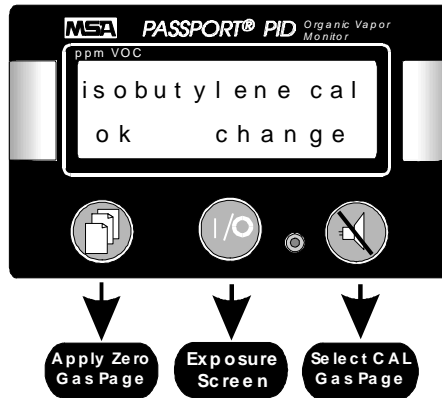 MSA PASSPORT® PID Organic Vapor Monitor
ppm VOC
isobutylene cal
ok change
I/O
Apply Zero Gas Page
Exposure Screen
Select CAL Gas Page